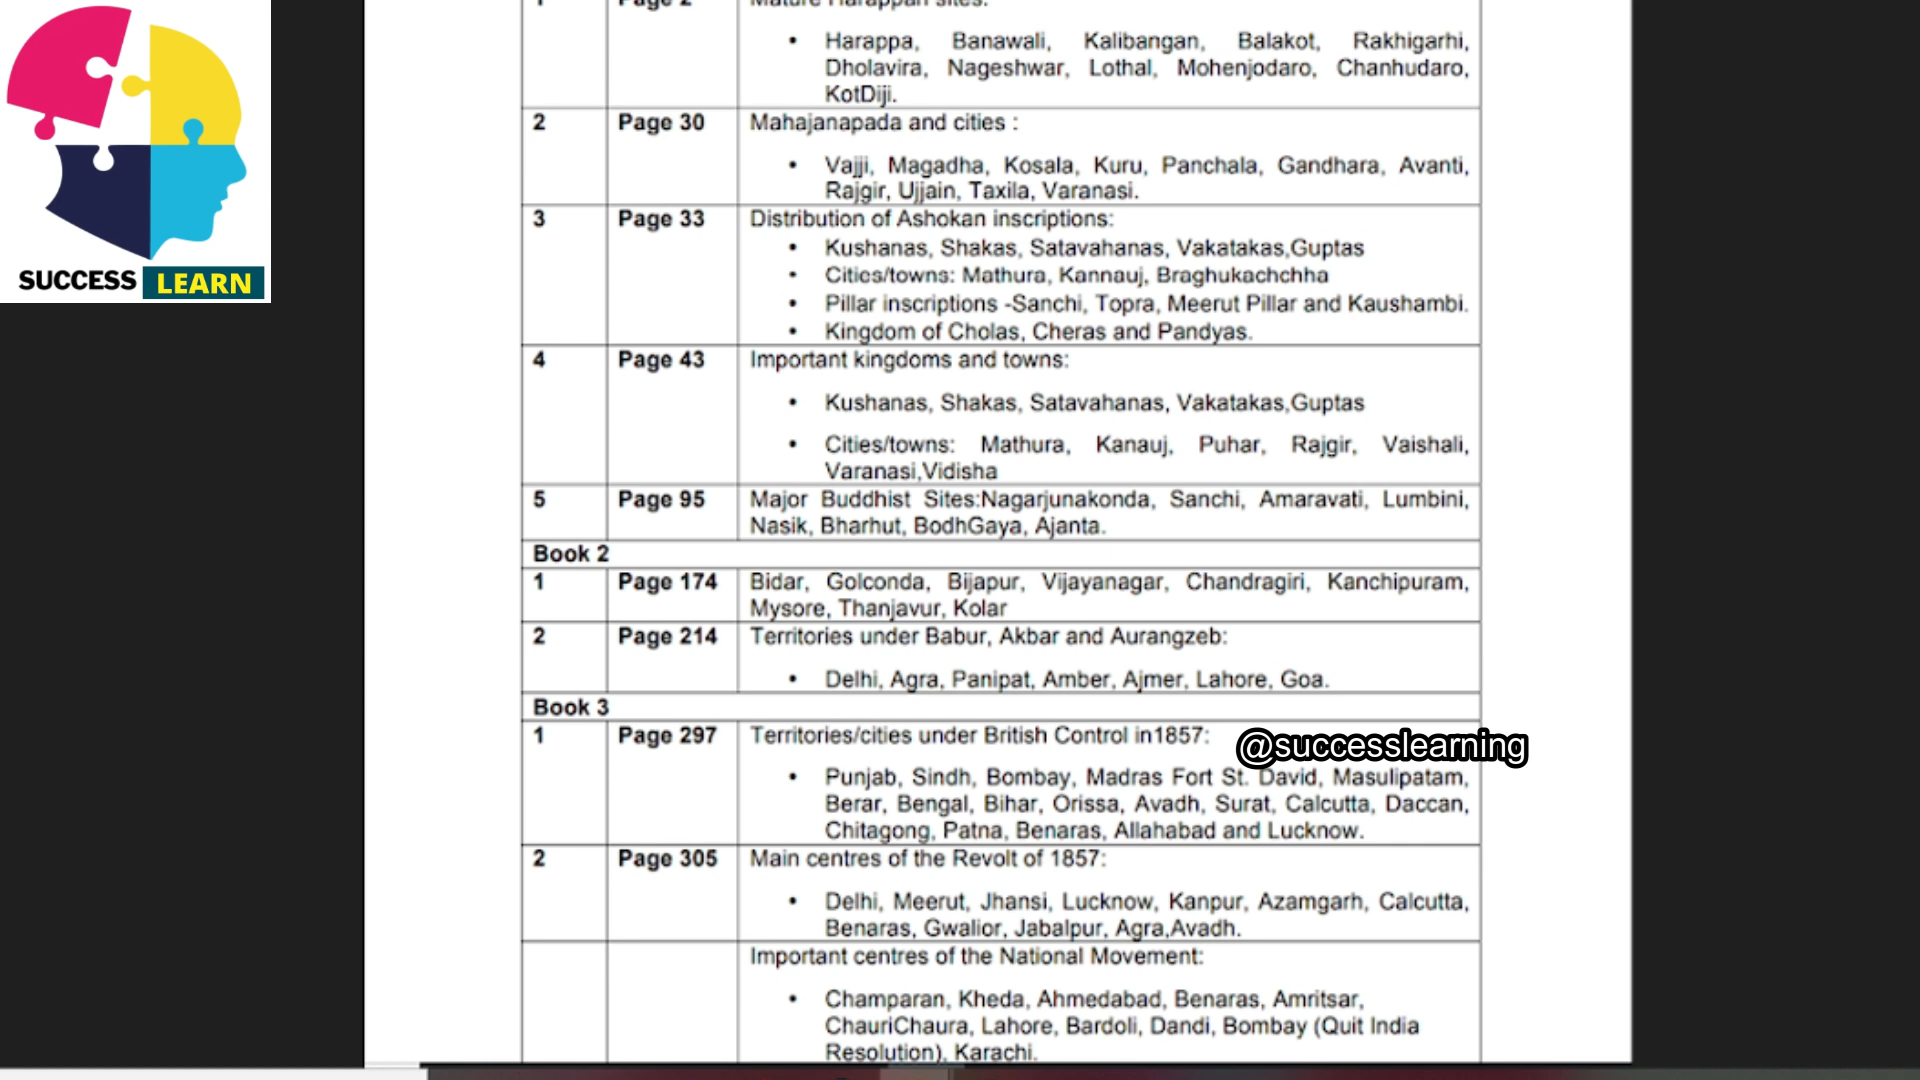 SUCCESS LEARN
1 Page 2 Mature Harappan sites:
• Harappa, Banawali, Kalibangan, Balakot, Rakhigarhi,
Dholavira, Nageshwar, Lothal, Mohenjodaro, Chanhudaro,
KotDiji.
2 Page 30 Mahajanapada and cities :
• Vajji, Magadha, Kosala, Kuru, Panchala, Gandhara, Avanti,
Rajgir, Ujjain, Taxila, Varanasi.
3 Page 33 Distribution of Ashokan inscriptions:
• Kushanas, Shakas, Satavahanas, Vakatakas,Guptas
• Cities/towns: Mathura, Kannauj, Braghukachchha
• Pillar inscriptions -Sanchi, Topra, Meerut Pillar and Kaushambi.
• Kingdom of Cholas, Cheras and Pandyas.
4 Page 43 Important kingdoms and towns:
• Kushanas, Shakas, Satavahanas, Vakatakas,Guptas
• Cities/towns: Mathura, Kanauj, Puhar, Rajgir, Vaishali,
Varanasi,Vidisha
5 Page 95 Major Buddhist Sites:Nagarjunakonda, Sanchi, Amaravati, Lumbini,
Nasik, Bharhut, BodhGaya, Ajanta.
Book 2
1 Page 174 Bidar, Golconda, Bijapur, Vijayanagar, Chandragiri, Kanchipuram,
Mysore, Thanjavur, Kolar
2 Page 214 Territories under Babur, Akbar and Aurangzeb:
• Delhi, Agra, Panipat, Amber, Ajmer, Lahore, Goa.
Book 3
1 Page 297 Territories/cities under British Control in1857:
@successlearning
• Punjab, Sindh, Bombay, Madras Fort St. David, Masulipatam,
Berar, Bengal, Bihar, Orissa, Avadh, Surat, Calcutta, Daccan,
Chitagong, Patna, Benaras, Allahabad and Lucknow.
2 Page 305 Main centres of the Revolt of 1857:
• Delhi, Meerut, Jhansi, Lucknow, Kanpur, Azamgarh, Calcutta,
Benaras, Gwalior, Jabalpur, Agra,Avadh.
Important centres of the National Movement:
• Champaran, Kheda, Ahmedabad, Benaras, Amritsar,
ChauriChaura, Lahore, Bardoli, Dandi, Bombay (Quit India
Resolution), Karachi.